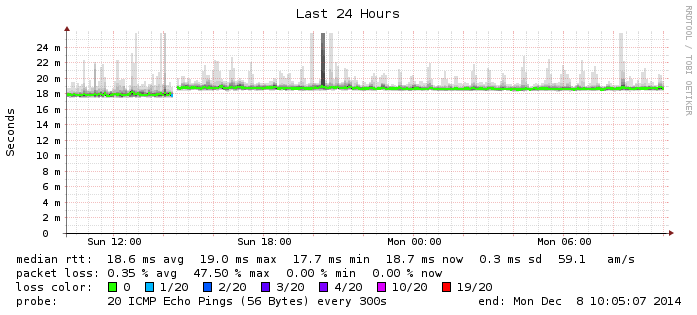 Last 24 Hours
RRDTOOL / TOBI OETIKER
Seconds
24 m
22 m
20 m
18 m
16 m
14 m
12 m
10 m
8 m
6 m
4 m
2 m
0
Sun 12:00 Sun 18:00 Mon 00:00 Mon 06:00
median rtt: 18.6 ms avg 19.0 ms max 17.7 ms min 18.7 ms now 0.3 ms sd 59.1 am/s
packet loss: 0.35 % avg 47.50 % max 0.00 % min 0.00 % now
loss color: 0 1/20 2/20 3/20 4/20 10/20 19/20
probe: 20 ICMP Echo Pings (56 Bytes) every 300s end: Mon Dec 8 10:05:07 2014